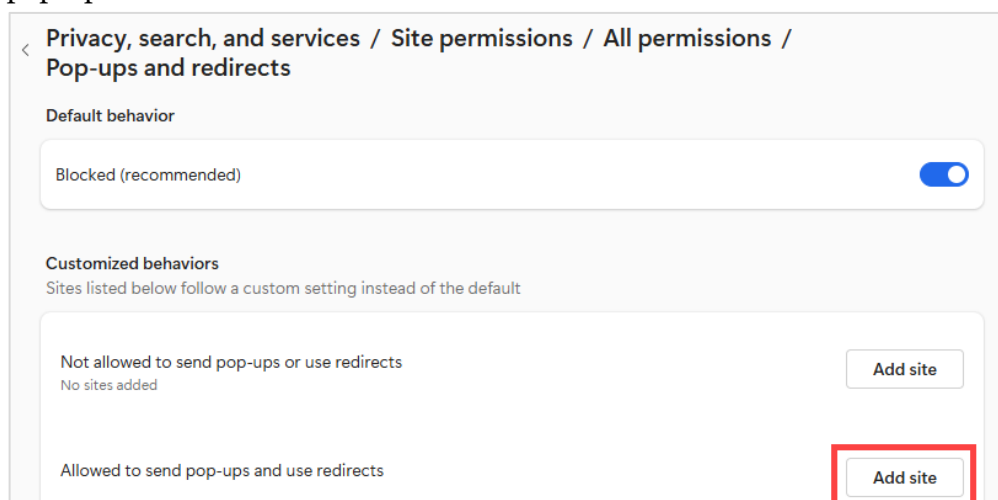 Privacy, search, and services / Site permissions / All permissions /
Pop-ups and redirects
Default behavior
Blocked (recommended)
Customized behaviors
Sites listed below follow a custom setting instead of the default
Not allowed to send pop-ups or use redirects
Add site
No sites added
Allowed to send pop-ups and use redirects
Add site